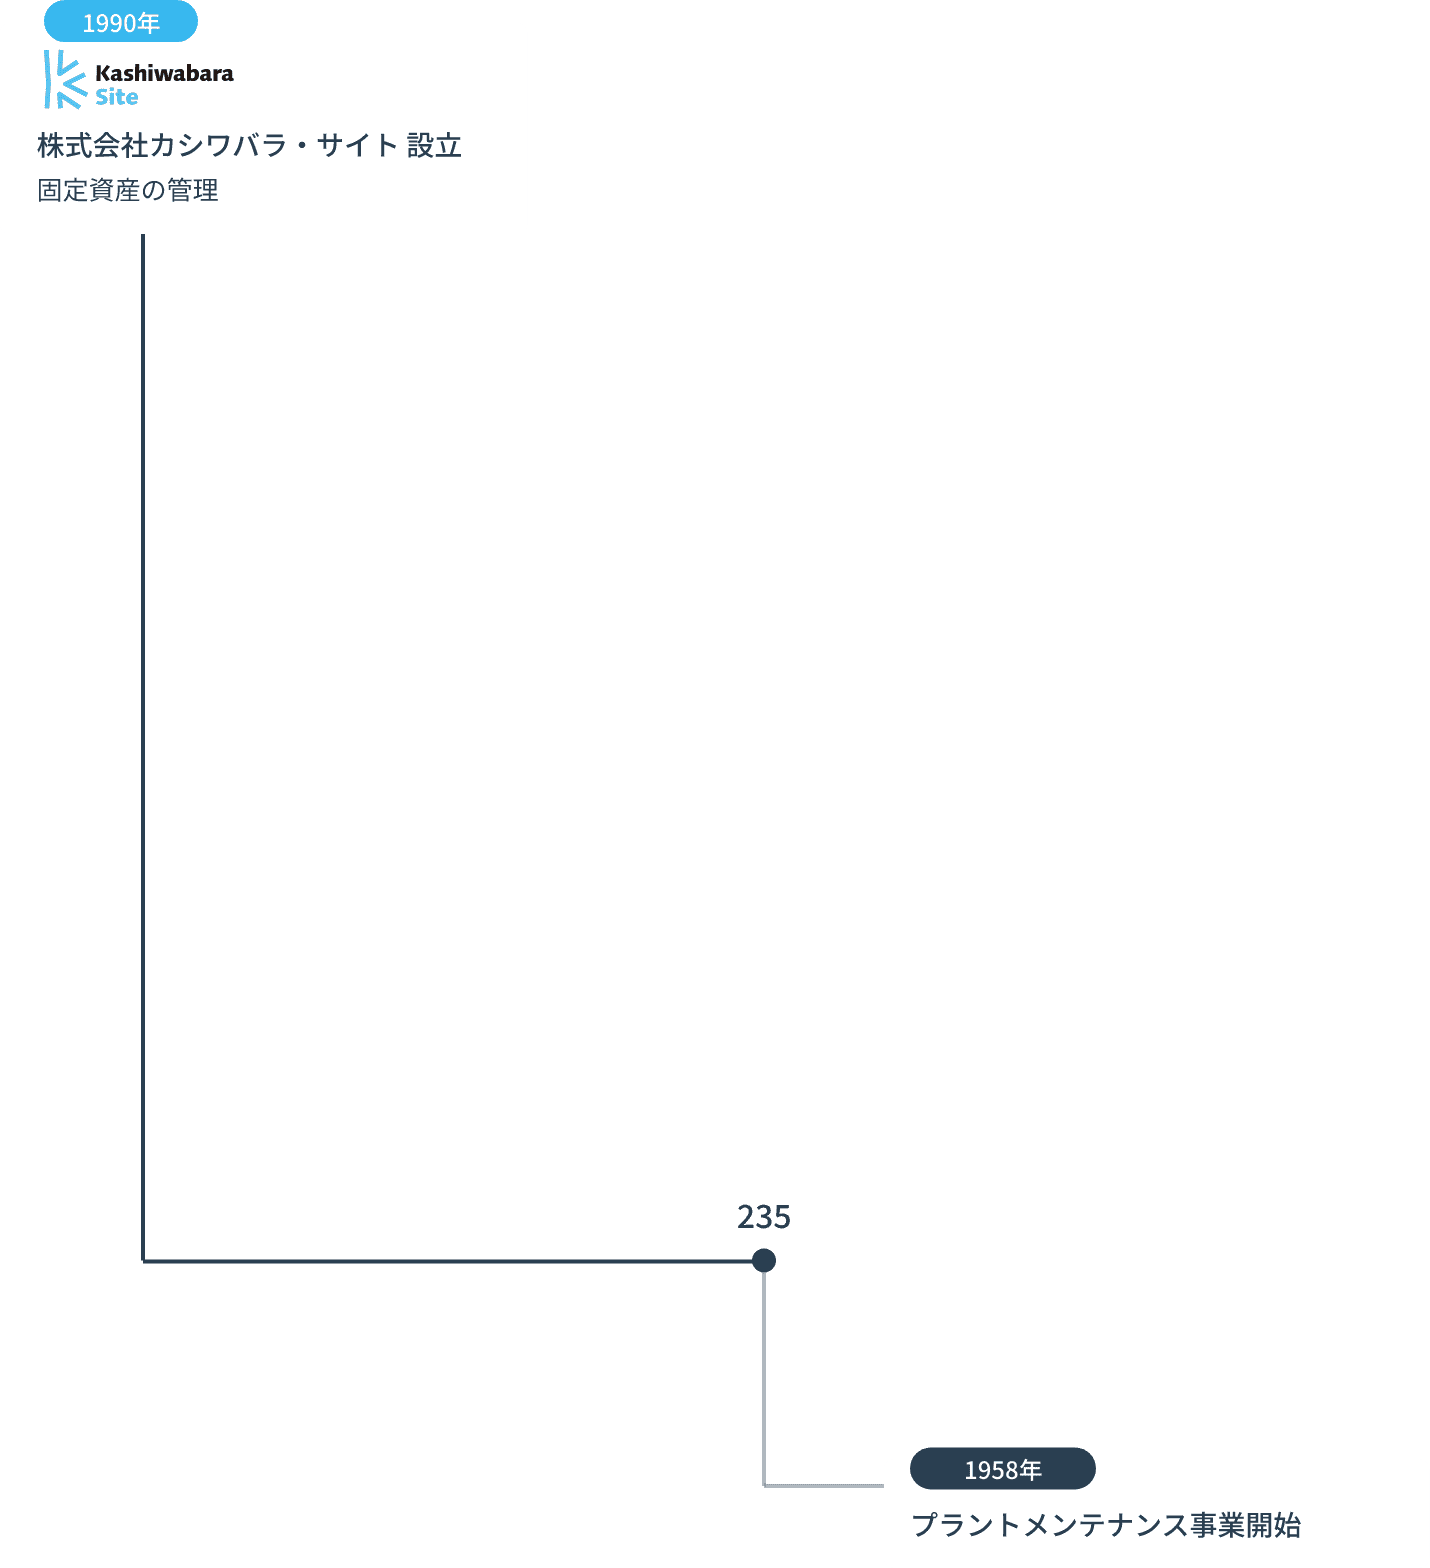 1990年
Kashiwabara
Site
株式会社カシワバラ・サイト 設立
固定資産の管理
235
1958年
プラントメンテナンス事業開始